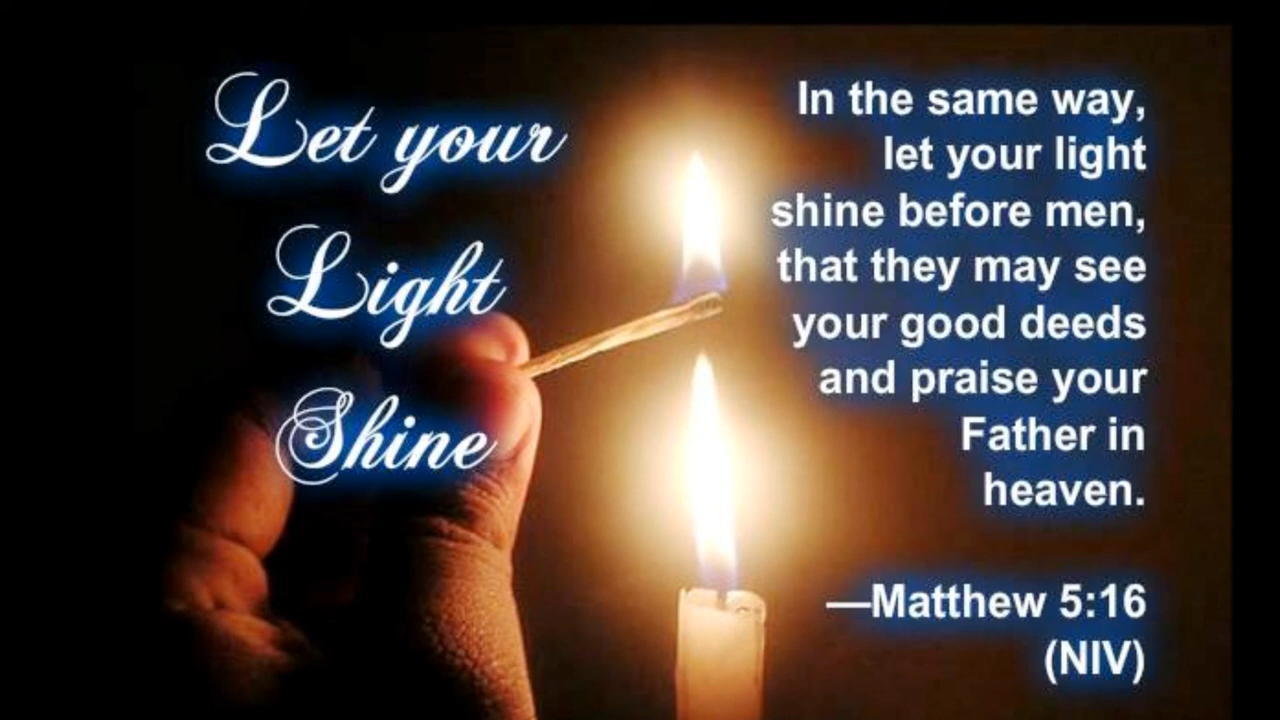 Let your
Light
Shine
In the same way,
let your light
shine before men,
that they may see
your good deeds
and praise your
Father in
heaven.
—Matthew 5:16
(NIV)